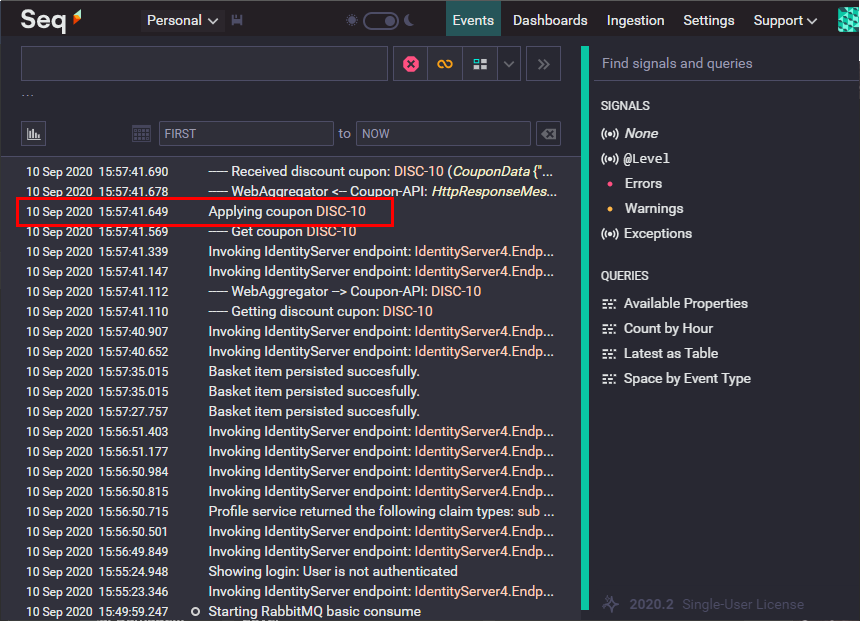 Seq Personal Events Dashboards Ingestion Settings Support
Find signals and queries
...
SIGNALS
FIRST to NOW
None
@Level
Errors
Warnings
Exceptions
QUERIES
Available Properties
Count by Hour
Latest as Table
Space by Event Type
10 Sep 2020 15:57:41.690 ----- Received discount cupon: DISC-10 (CouponData {"...
10 Sep 2020 15:57:41.678 ----- WebAggregator <-- Coupon-API: HttpResponseMes...
10 Sep 2020 15:57:41.649 Applying coupon DISC-10
10 Sep 2020 15:57:41.569 ----- Get coupon DISC-10
10 Sep 2020 15:57:41.339 Invoking IdentityServer endpoint: IdentityServer4.Endp...
10 Sep 2020 15:57:41.147 Invoking IdentityServer endpoint: IdentityServer4.Endp...
10 Sep 2020 15:57:41.112 ----- WebAggregator --> Coupon-API: DISC-10
10 Sep 2020 15:57:41.110 ----- Getting discount cupon: DISC-10
10 Sep 2020 15:57:40.907 Invoking IdentityServer endpoint: IdentityServer4.Endp...
10 Sep 2020 15:57:40.652 Invoking IdentityServer endpoint: IdentityServer4.Endp...
10 Sep 2020 15:57:35.015 Basket item persisted succesfully.
10 Sep 2020 15:57:35.015 Basket item persisted succesfully.
10 Sep 2020 15:57:27.757 Basket item persisted succesfully.
10 Sep 2020 15:56:51.403 Invoking IdentityServer endpoint: IdentityServer4.Endp...
10 Sep 2020 15:56:51.177 Invoking IdentityServer endpoint: IdentityServer4.Endp...
10 Sep 2020 15:56:50.984 Invoking IdentityServer endpoint: IdentityServer4.Endp...
10 Sep 2020 15:56:50.815 Invoking IdentityServer endpoint: IdentityServer4.Endp...
10 Sep 2020 15:56:50.715 Profile service returned the following claim types: sub ...
10 Sep 2020 15:56:50.501 Invoking IdentityServer endpoint: IdentityServer4.Endp...
10 Sep 2020 15:56:49.849 Invoking IdentityServer endpoint: IdentityServer4.Endp...
10 Sep 2020 15:55:24.948 Showing login: User is not authenticated
10 Sep 2020 15:55:23.346 Invoking IdentityServer endpoint: IdentityServer4.Endp...
10 Sep 2020 15:49:59.247 Starting RabbitMQ basic consume
2020.2 Single-User License